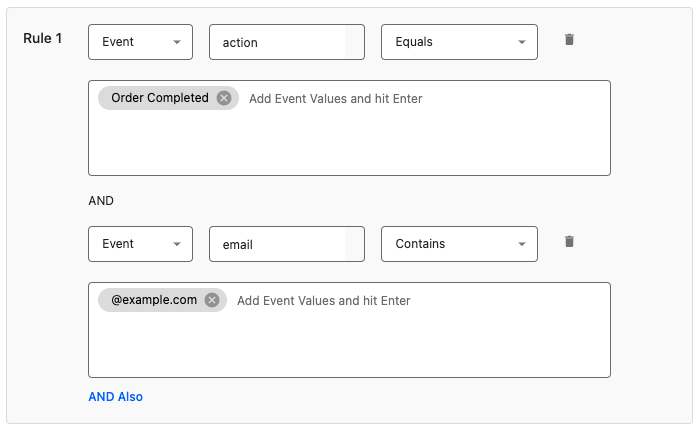 Rule 1 Event action Equals
Order Completed Add Event Values and hit Enter
AND
Event email Contains
@example.com Add Event Values and hit Enter
AND Also